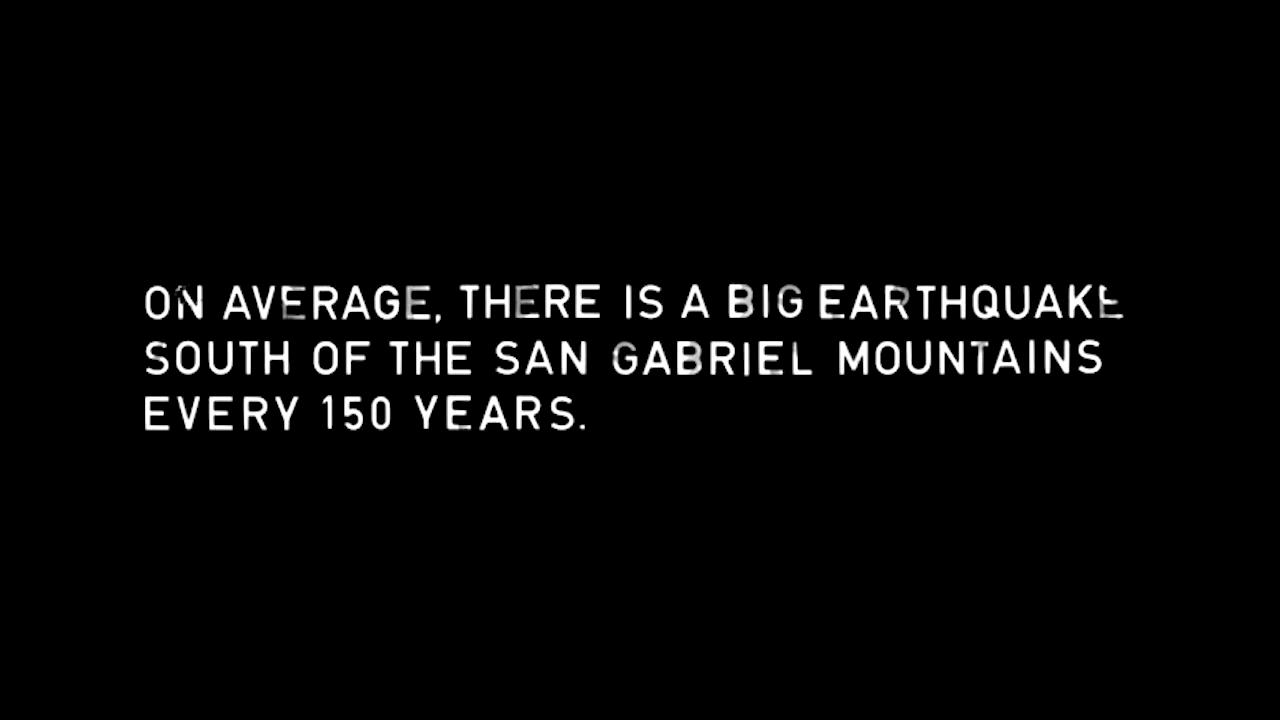 ON AVERAGE, THERE IS A BIG EARTHQUAKE
SOUTH OF THE SAN GABRIEL MOUNTAINS
EVERY 150 YEARS.